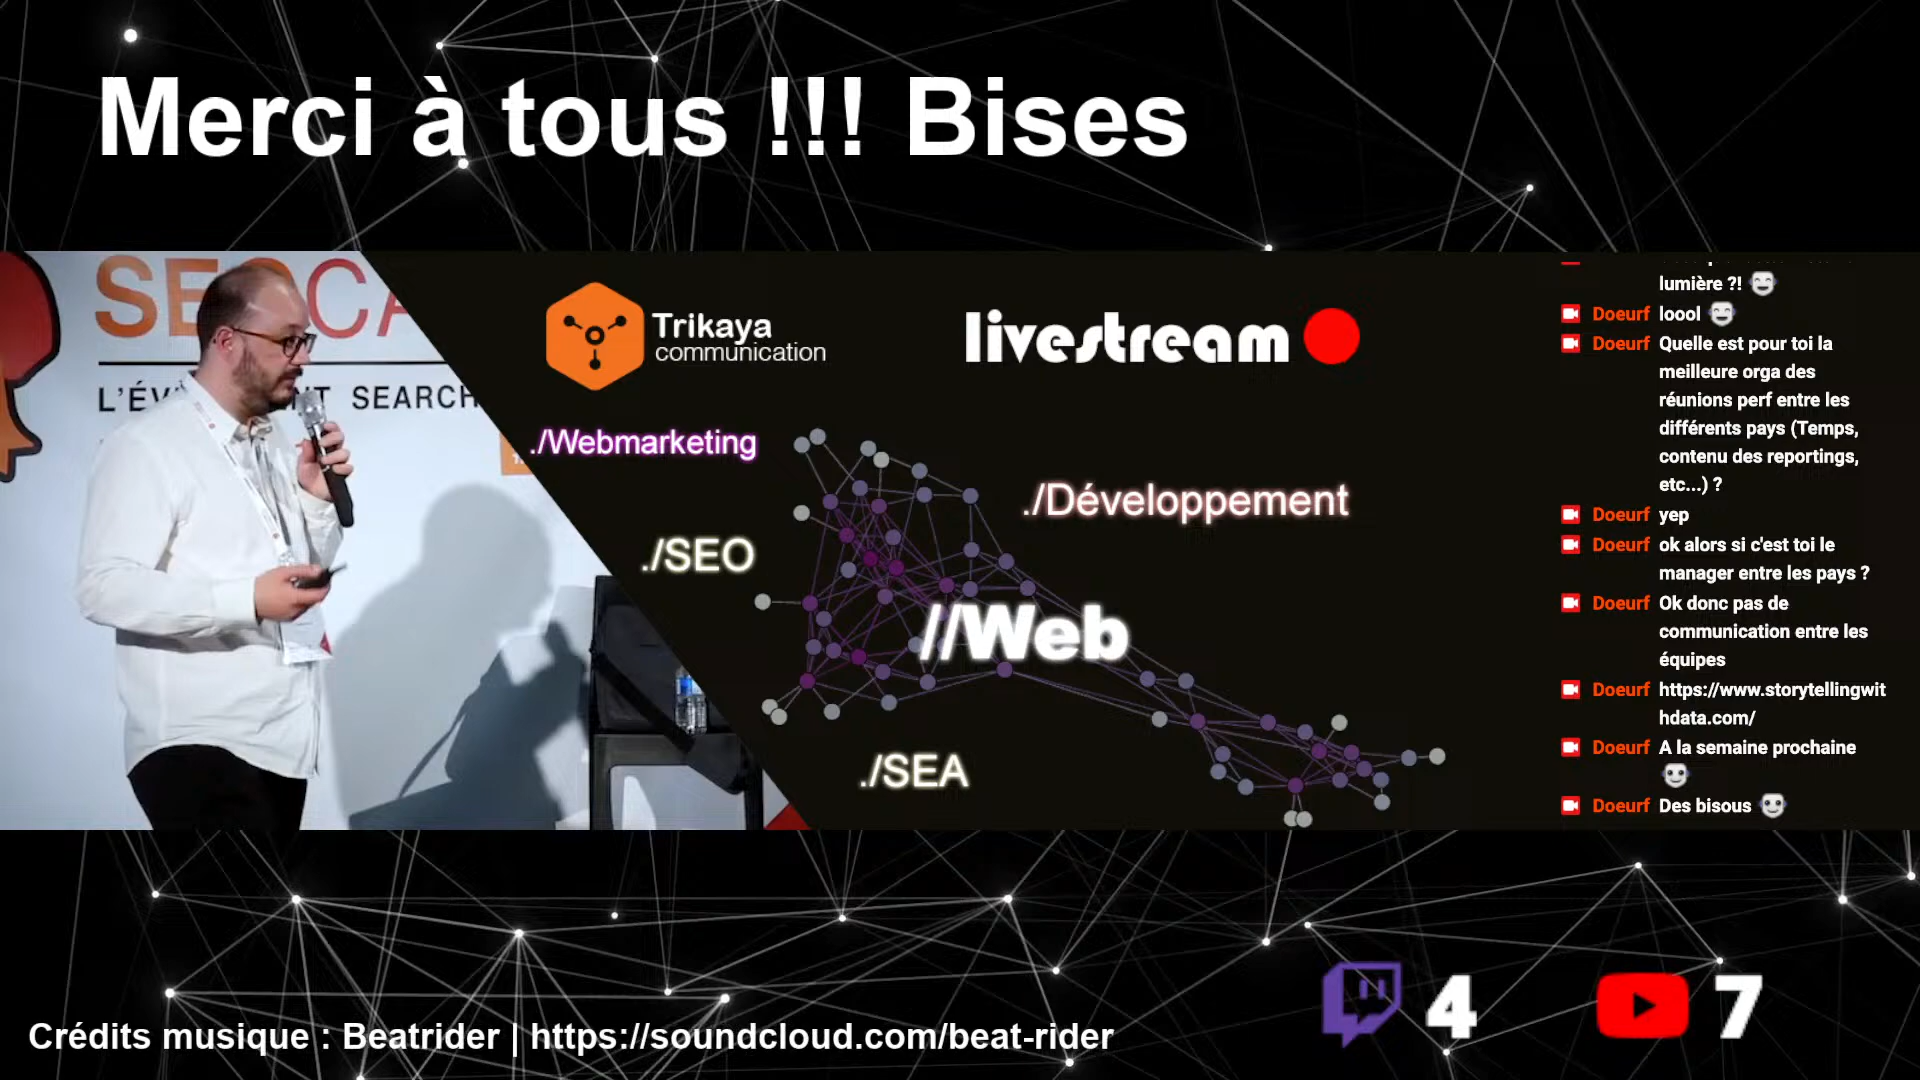 Merci à tous !!! Bises
SEOCA
L'ÉV NT SEARCH
Trikaya
communication
livestream
./Webmarketing
./Développement
./SEO
//Web
./SEA
lumière ?!
Doeurf loool
Doeurf Quelle est pour toi la
meilleure orga des
réunions perf entre les
différents pays (Temps,
contenu des reportings,
etc...) ?
Doeurf yep
Doeurf ok alors si c'est toi le
manager entre les pays ?
Doeurf Ok donc pas de
communication entre les
équipes
Doeurf https://www.storytellingwit
hdata.com/
Doeurf A la semaine prochaine
Doeurf Des bisous
4
7
Crédits musique : Beatrider | https://soundcloud.com/beat-rider